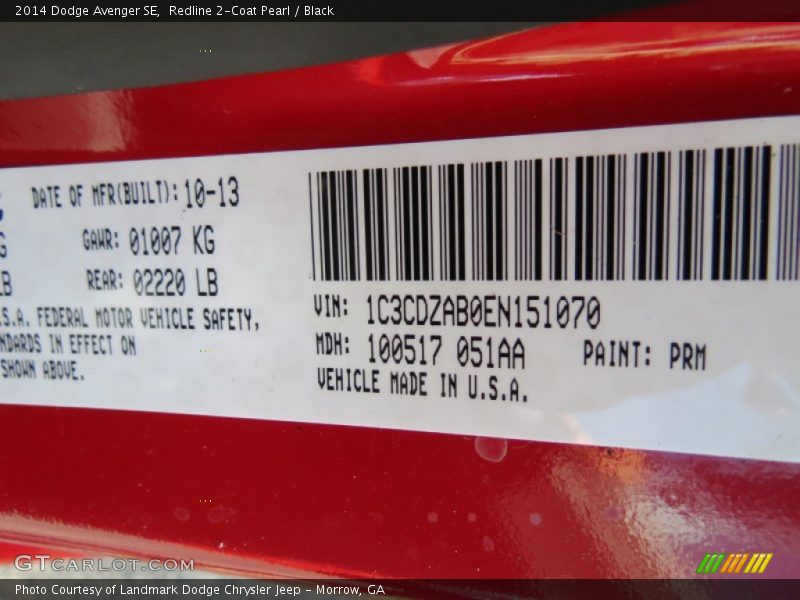 2014 Dodge Avenger SE,  Redline 2-Coat Pearl / Black
DATE OF MFR(BUILT): 10-13
GAWR: 01007 KG
LB REAR: 02220 LB
U.S.A. FEDERAL MOTOR VEHICLE SAFETY,
IN EFFECT ON
SHOWN ABOVE.
VIN: 1C3CDZAB0EN151070
MDH: 100517 051AA PAINT: PRM
VEHICLE MADE IN U.S.A.
GTCARLOT.COM
Photo Courtesy of Landmark Dodge Chrysler Jeep - Morrow, GA